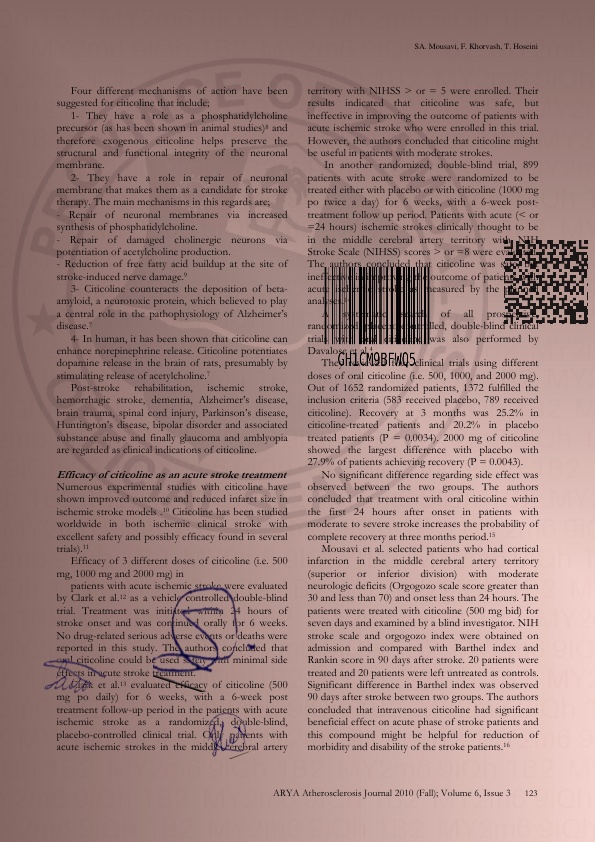 SA. Mousavi, F. Khorvash, T. Hoseini
Four different mechanisms of action have been
suggested for citicoline that include;
1- They have a role as a phosphatidylcholine
precursor (as has been shown in animal studies)⁸ and
therefore exogenous citicoline helps preserve the
structural and functional integrity of the neuronal
membrane.
2- They have a role in repair of neuronal
membrane that makes them as a candidate for stroke
therapy. The main mechanisms in this regards are;
- Repair of neuronal membranes via increased
synthesis of phosphatidylcholine.
- Repair of damaged cholinergic neurons via
potentiation of acetylcholine production.
- Reduction of free fatty acid buildup at the site of
stroke-induced nerve damage.⁹
3- Citicoline counteracts the deposition of beta-
amyloid, a neurotoxic protein, which believed to play
a central role in the pathophysiology of Alzheimer's
disease.⁷
4- In human, it has been shown that citicoline can
enhance norepinephrine release. Citicoline potentiates
dopamine release in the brain of rats, presumably by
stimulating release of acetylcholine.⁷
Post-stroke rehabilitation, ischemic stroke,
hemorrhagic stroke, dementia, Alzheimer's disease,
brain trauma, spinal cord injury, Parkinson's disease,
Huntington's disease, bipolar disorder and associated
substance abuse and finally glaucoma and amblyopia
are regarded as clinical indications of citicoline.
Efficacy of citicoline as an acute stroke treatment
Numerous experimental studies with citicoline have
shown improved outcome and reduced infarct size in
ischemic stroke models .¹⁰ Citicoline has been studied
worldwide in both ischemic clinical stroke with
excellent safety and possibly efficacy found in several
trials).¹¹
Efficacy of 3 different doses of citicoline (i.e. 500
mg, 1000 mg and 2000 mg) in
patients with acute ischemic stroke were evaluated
by Clark et al.¹² as a vehicle controlled double-blind
trial. Treatment was initiated within 24 hours of
stroke onset and was continued orally for 6 weeks.
No drug-related serious adverse events or deaths were
reported in this study. The authors concluded that
oral citicoline could be used safely with minimal side
effects in acute stroke treatment.
Clark et al.¹³ evaluated efficacy of citicoline (500
mg po daily) for 6 weeks, with a 6-week post
treatment follow-up period in the patients with acute
ischemic stroke as a randomized, double-blind,
placebo-controlled clinical trial. Only patients with
acute ischemic strokes in the middle cerebral artery
territory with NIHSS > or = 5 were enrolled. Their
results indicated that citicoline was safe, but
ineffective in improving the outcome of patients with
acute ischemic stroke who were enrolled in this trial.
However, the authors concluded that citicoline might
be useful in patients with moderate strokes.
In another randomized, double-blind trial, 899
patients with acute stroke were randomized to be
treated either with placebo or with citicoline (1000 mg
po twice a day) for 6 weeks, with a 6-week post-
treatment follow up period. Patients with acute (< or
=24 hours) ischemic strokes clinically thought to be
in the middle cerebral artery territory with NIH
Stroke Scale (NIHSS) scores > or =8 were
The authors concluded that citicoline was
outcome of patients
acute measured by the
analyses.
A of all
randomized double-blind clinical
trials was also performed by
Davalos
GH1CM9BFWQ5
They clinical trials using different
doses of oral citicoline (i.e. 500, 1000, and 2000 mg).
Out of 1652 randomized patients, 1372 fulfilled the
inclusion criteria (583 received placebo, 789 received
citicoline). Recovery at 3 months was 25.2% in
citicoline-treated patients and 20.2% in placebo
treated patients (P = 0.0034). 2000 mg of citicoline
showed the largest difference with placebo with
27.9% of patients achieving recovery (P = 0.0043).
No significant difference regarding side effect was
observed between the two groups. The authors
concluded that treatment with oral citicoline within
the first 24 hours after onset in patients with
moderate to severe stroke increases the probability of
complete recovery at three months period.¹⁵
Mousavi et al. selected patients who had cortical
infarction in the middle cerebral artery territory
(superior or inferior division) with moderate
neurologic deficits (Orgogozo scale score greater than
30 and less than 70) and onset less than 24 hours. The
patients were treated with citicoline (500 mg bid) for
seven days and examined by a blind investigator. NIH
stroke scale and orgogozo index were obtained on
admission and compared with Barthel index and
Rankin score in 90 days after stroke. 20 patients were
treated and 20 patients were left untreated as controls.
Significant difference in Barthel index was observed
90 days after stroke between two groups. The authors
concluded that intravenous citicoline had significant
beneficial effect on acute phase of stroke patients and
this compound might be helpful for reduction of
morbidity and disability of the stroke patients.¹⁶
ARYA Atherosclerosis Journal 2010 (Fall); Volume 6, Issue 3 123